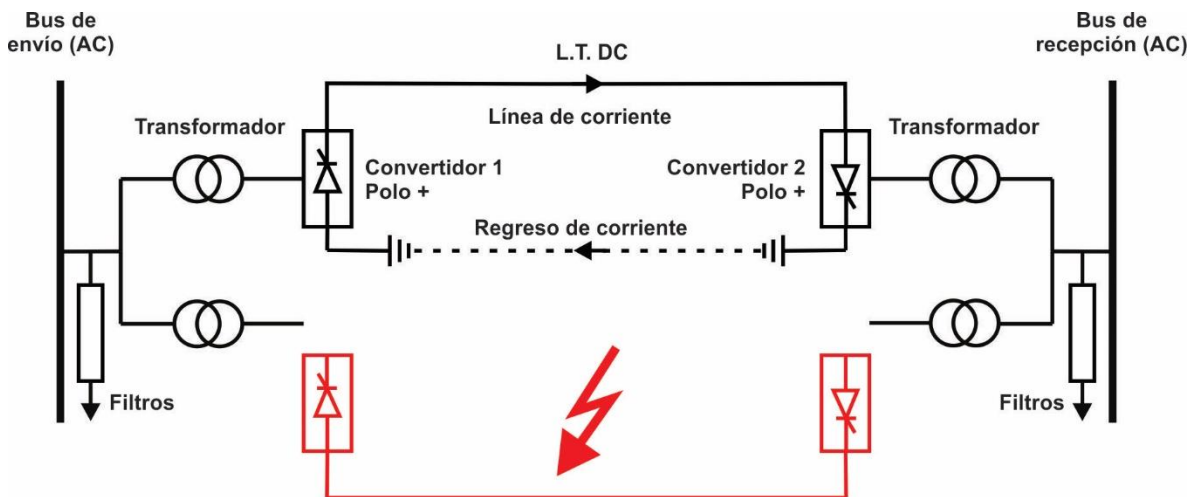 Bus de
envío (AC)
Bus de
recepción (AC)
L.T. DC
Transformador
Línea de corriente
Transformador
Convertidor 1
Polo +
Convertidor 2
Polo +
Regreso de corriente
Filtros
Filtros